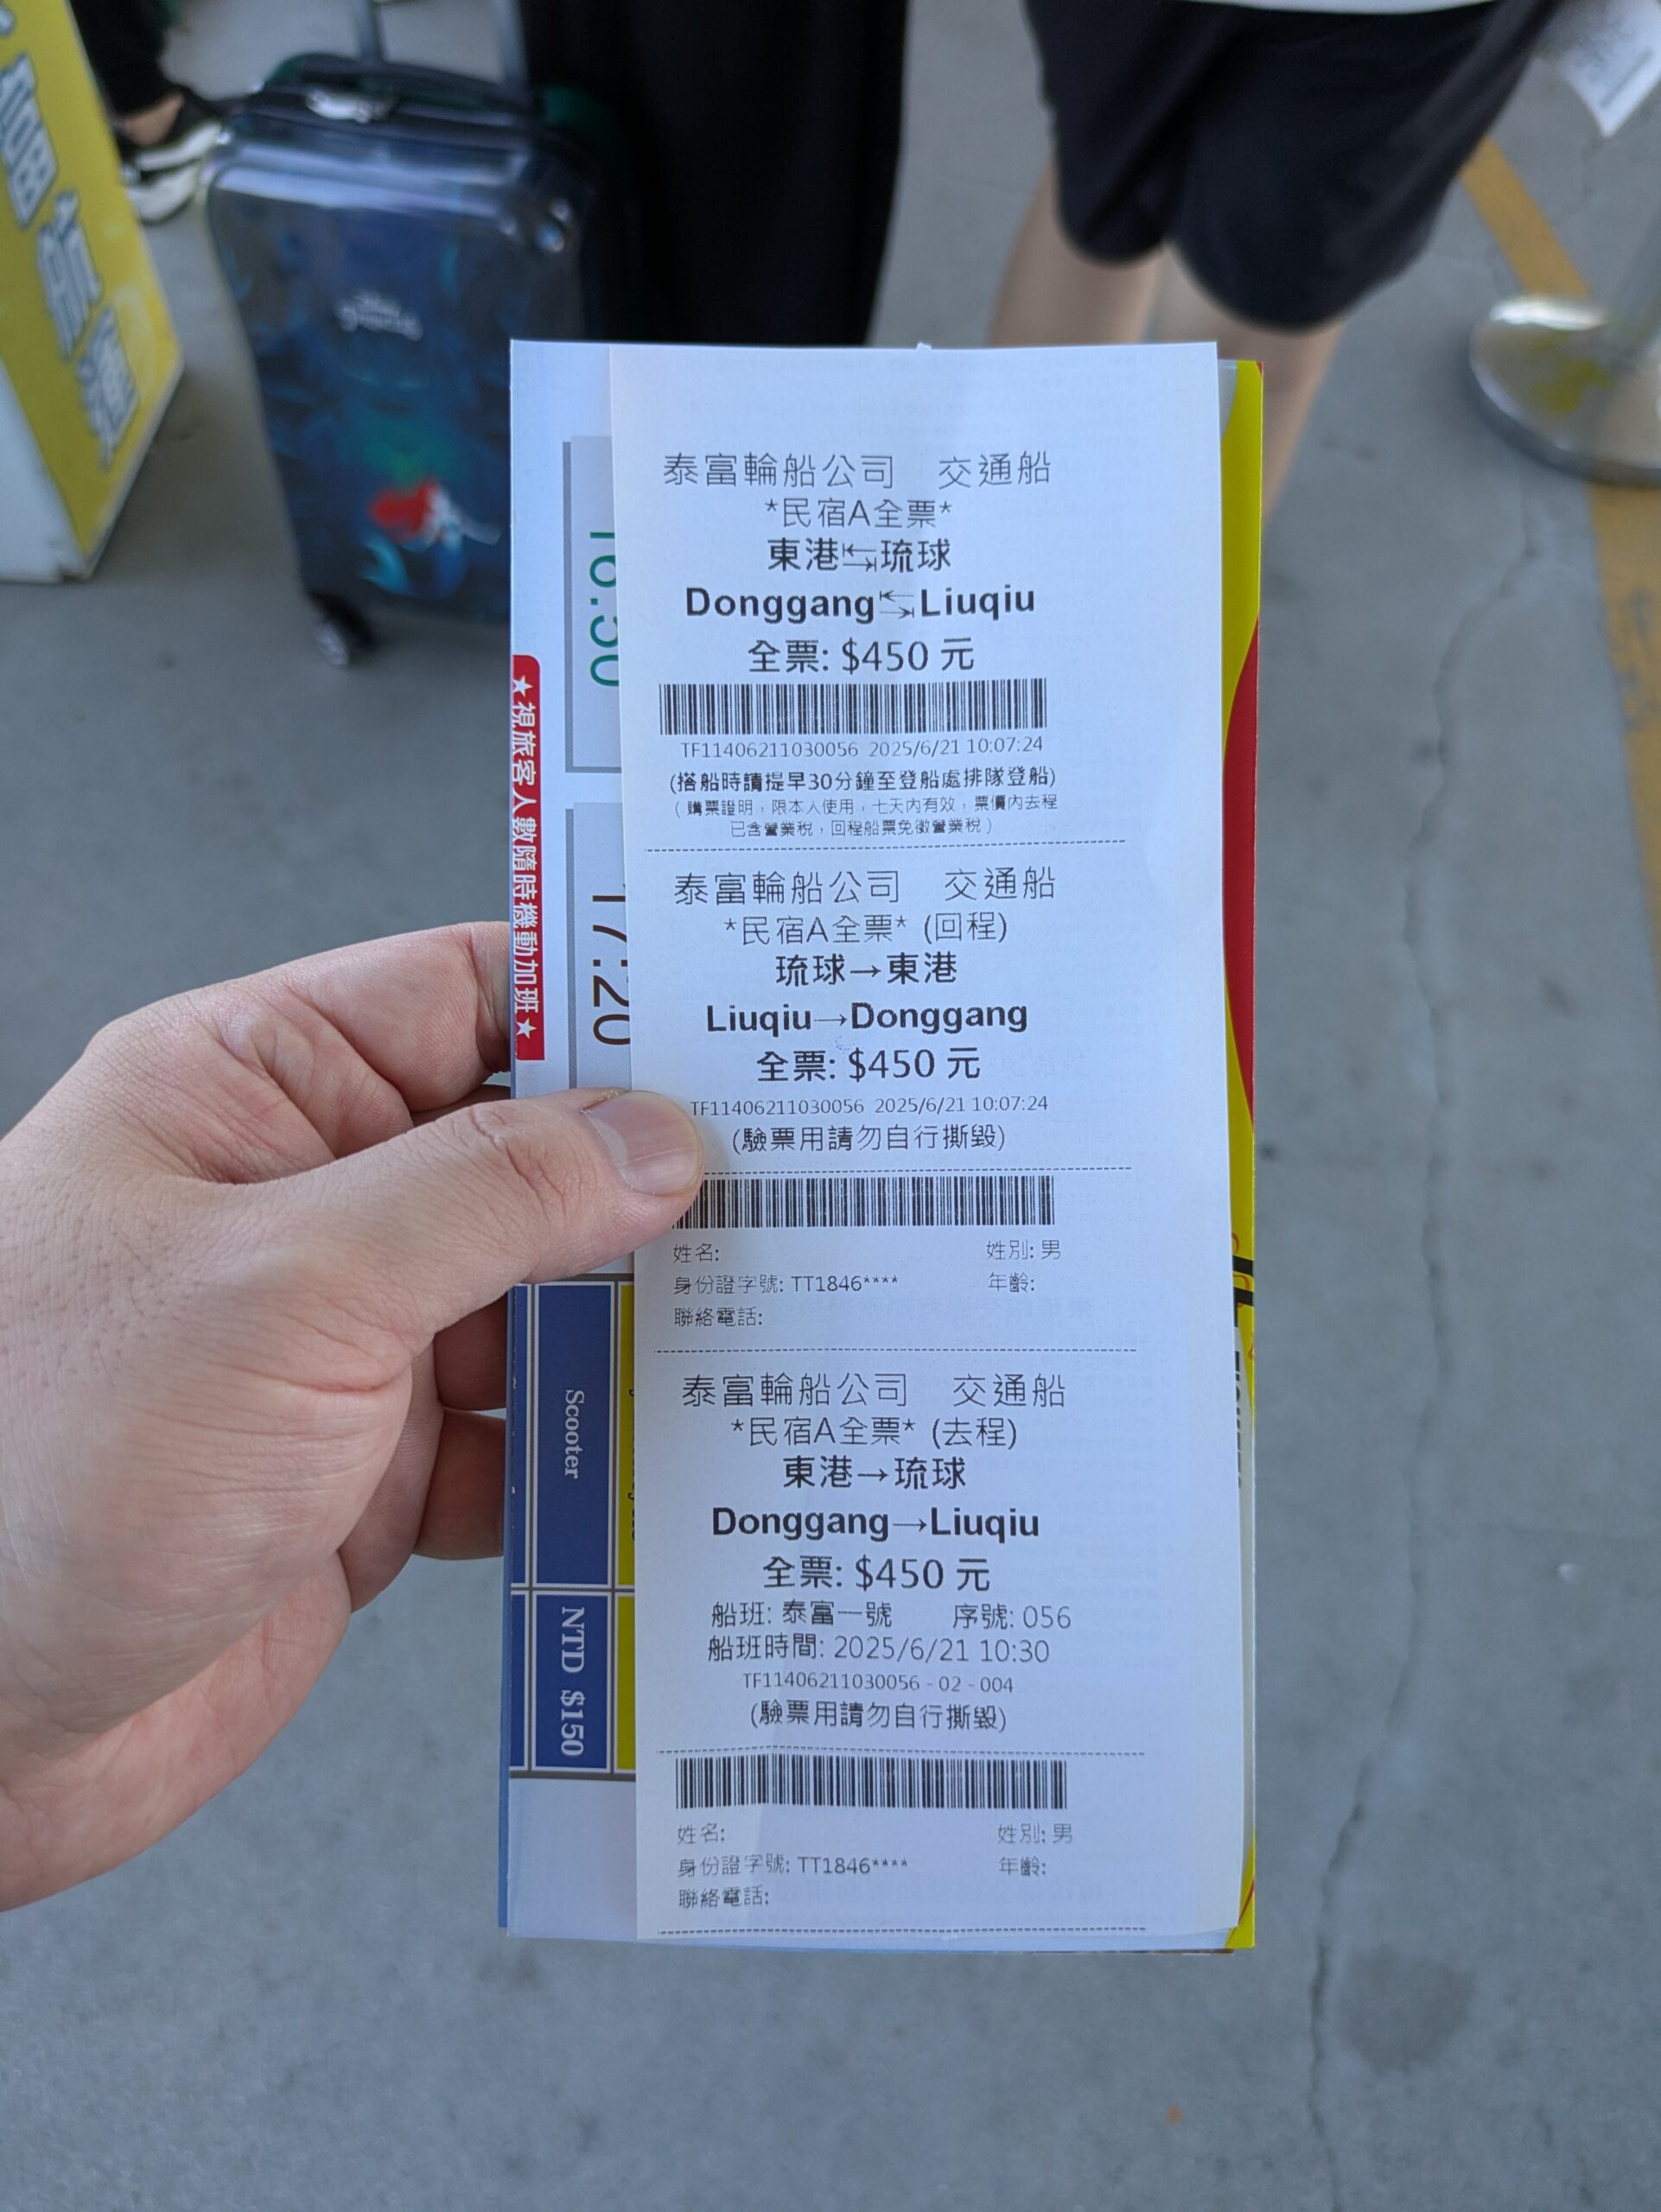 泰富輪船公司 交通船
*民宿A全票*
東港⇆琉球
Donggang⇆Liuqiu
全票: $450 元
TF11406211030056 2025/6/21 10:07:24
(搭船時請提早30分鐘至登船處排隊登船)
(購票證明，限本人使用，七天內有效，票價內去程
已含營業稅，回程船票免徵營業稅)
泰富輪船公司 交通船
*民宿A全票* (回程)
琉球→東港
Liuqiu→Donggang
全票: $450 元
TF11406211030056 2025/6/21 10:07:24
(驗票用請勿自行撕毀)
姓名: 姓別: 男
身份證字號: TT1846**** 年齡:
聯絡電話:
泰富輪船公司 交通船
*民宿A全票* (去程)
東港→琉球
Donggang→Liuqiu
全票: $450 元
船班: 泰富一號 序號: 056
船班時間: 2025/6/21 10:30
TF11406211030056 - 02 - 004
(驗票用請勿自行撕毀)
姓名: 姓別: 男
身份證字號: TT1846**** 年齡:
聯絡電話:
17:20
★視旅客人數隨時機動加班★
Scooter
NTD $150